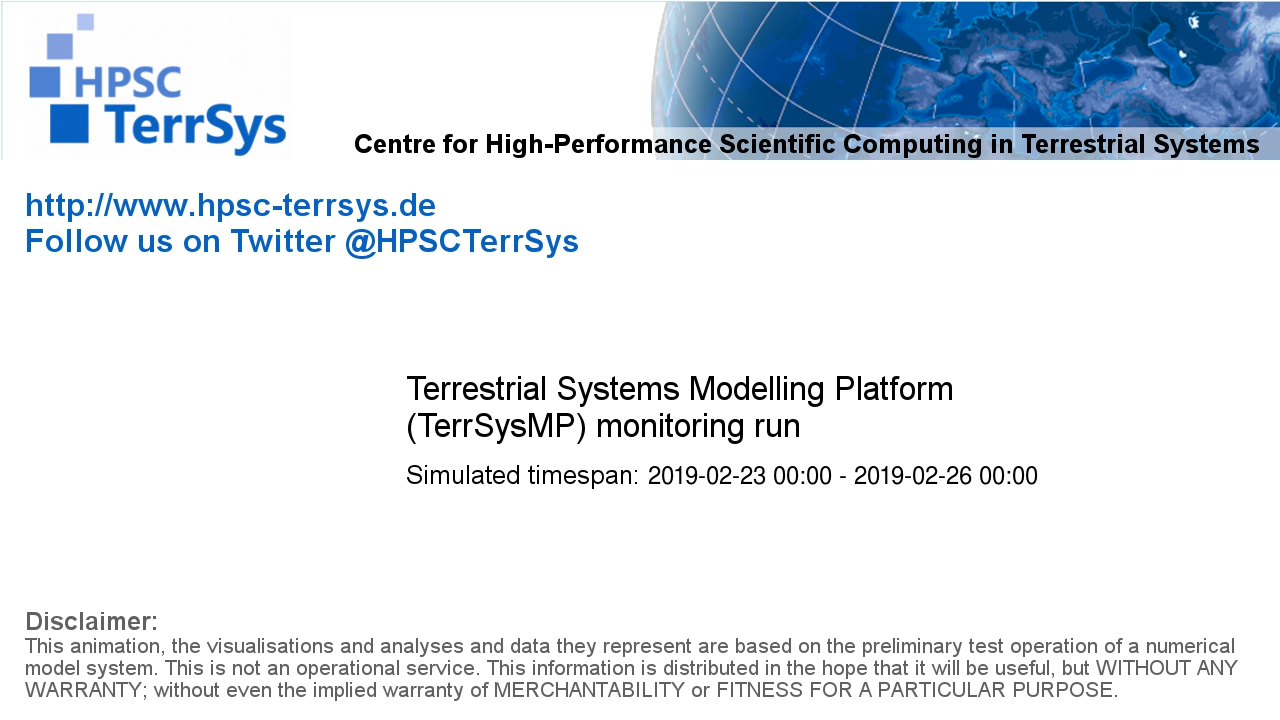 HPSC
TerrSys
Centre for High-Performance Scientific Computing in Terrestrial Systems
http://www.hpsc-terrsys.de
Follow us on Twitter @HPSCTerrSys
Terrestrial Systems Modelling Platform
(TerrSysMP) monitoring run
Simulated timespan: 2019-02-23 00:00 - 2019-02-26 00:00
Disclaimer:
This animation, the visualisations and analyses and data they represent are based on the preliminary test operation of a numerical
model system. This is not an operational service. This information is distributed in the hope that it will be useful, but WITHOUT ANY
WARRANTY; without even the implied warranty of MERCHANTABILITY or FITNESS FOR A PARTICULAR PURPOSE.